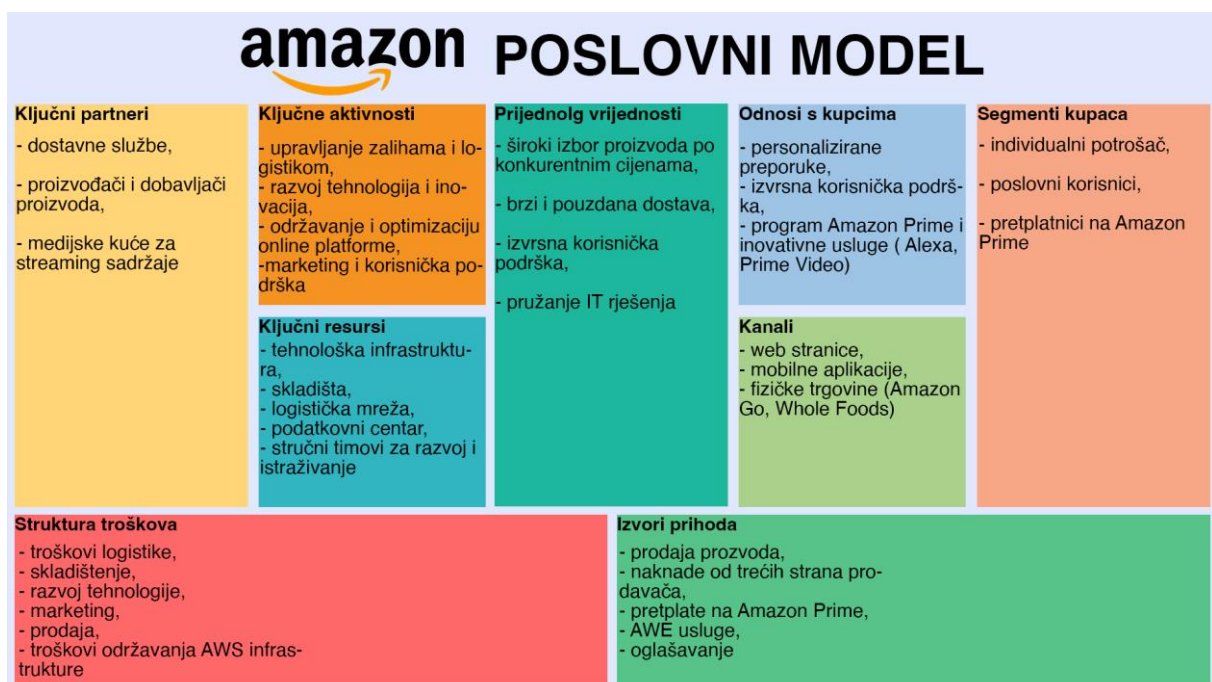 amazon POSLOVNI MODEL
Ključni partneri
- dostavne službe,
- proizvođači i dobavljači
proizvoda,
- medijske kuće za
streaming sadržaje
Ključne aktivnosti
- upravljanje zalihama i lo-
gistikom,
- razvoj tehnologija i ino-
vacija,
- održavanje i optimizaciju
online platforme,
-marketing i korisnička po-
drška
Ključni resursi
- tehnološka infrastruktu-
ra,
- skladišta,
- logistička mreža,
- podatkovni centar,
- stručni timovi za razvoj i
istraživanje
Prijednolg vrijednosti
- široki izbor proizvoda po
konkurentnim cijenama,
- brzi i pouzdana dostava,
- izvrsna korisnička
podrška,
- pružanje IT rješenja
Odnosi s kupcima
- personalizirane
preporuke,
- izvrsna korisnička podrš-
ka,
- program Amazon Prime i
inovativne usluge ( Alexa,
Prime Video)
Kanali
- web stranice,
- mobilne aplikacije,
- fizičke trgovine (Amazon
Go, Whole Foods)
Segmenti kupaca
- individualni potrošač,
- poslovni korisnici,
- pretplatnici na Amazon
Prime
Struktura troškova
- troškovi logistike,
- skladištenje,
- razvoj tehnologije,
- marketing,
- prodaja,
- troškovi održavanja AWS infras-
trukture
Izvori prihoda
- prodaja prozvoda,
- naknade od trećih strana pro-
davača,
- pretplate na Amazon Prime,
- AWE usluge,
- oglašavanje